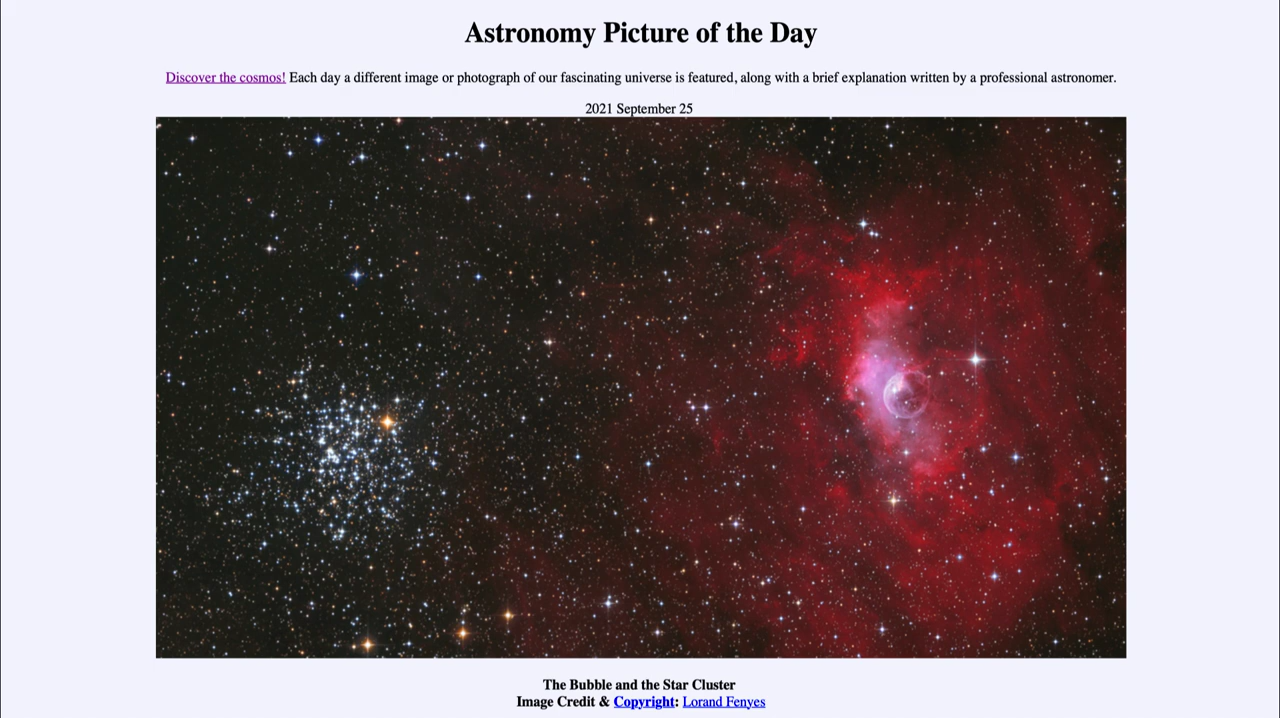 Astronomy Picture of the Day
Discover the cosmos! Each day a different image or photograph of our fascinating universe is featured, along with a brief explanation written by a professional astronomer.
2021 September 25
The Bubble and the Star Cluster
Image Credit & Copyright: Lorand Fenyes